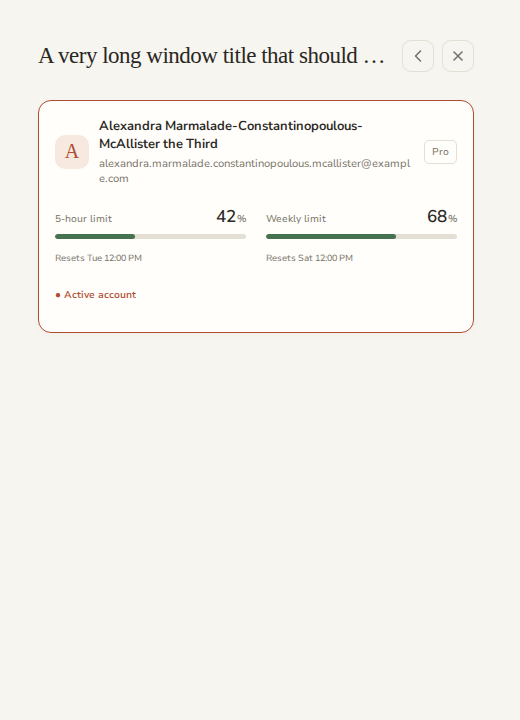 A very long window title that should …
A
Alexandra Marmalade-Constantinopoulous-
McAllister the Third
alexandra.marmalade.constantinopoulous.mcallister@exampl
e.com
Pro
5-hour limit
42%
Weekly limit
68%
Resets Tue 12:00 PM
Resets Sat 12:00 PM
● Active account